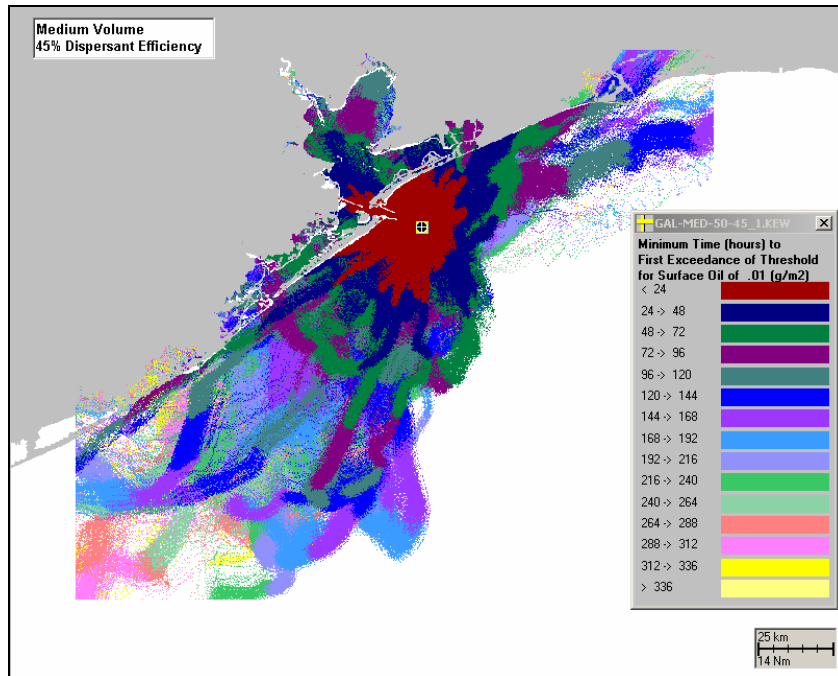 Medium Volume
45% Dispersant Efficiency
GAL-MED-50-45_1.KEW
Minimum Time (hours) to
First Exceedance of Threshold
for Surface Oil of .01 (g/m2)
< 24
24 -> 48
48 -> 72
72 -> 96
96 -> 120
120 -> 144
144 -> 168
168 -> 192
192 -> 216
216 -> 240
240 -> 264
264 -> 288
288 -> 312
312 -> 336
> 336
25 km
14 Nm